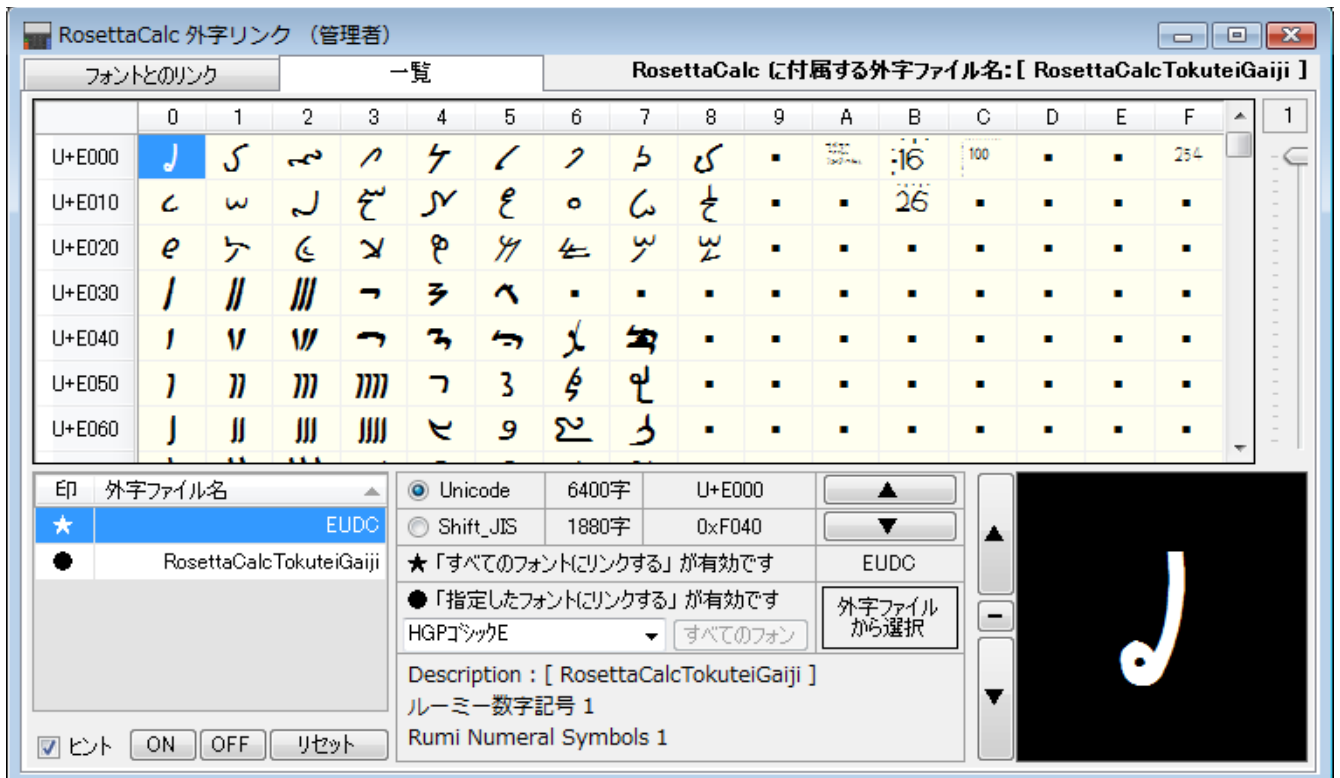 RosettaCalc 外字リンク （管理者）
フォントとのリンク 一覧 RosettaCalc に付属する外字ファイル名：[ RosettaCalcTokuteiGaiji ]
0 1 2 3 4 5 6 7 8 9 A B C D E F 1
U+E000 16 100 254
U+E010 26
U+E020
U+E030
U+E040
U+E050
U+E060
印 外字ファイル名
★ EUDC
● RosettaCalcTokuteiGaiji
Unicode 6400字 U+E000 ▲
Shift_JIS 1880字 0xF040 ▼
★「すべてのフォントにリンクする」が有効です EUDC
●「指定したフォントにリンクする」が有効です 外字ファイルから選択
HGPｺﾞｼｯｸE すべてのフォン
Description : [ RosettaCalcTokuteiGaiji ]
ルーミー数字記号 1
Rumi Numeral Symbols 1
ヒント ON OFF リセット